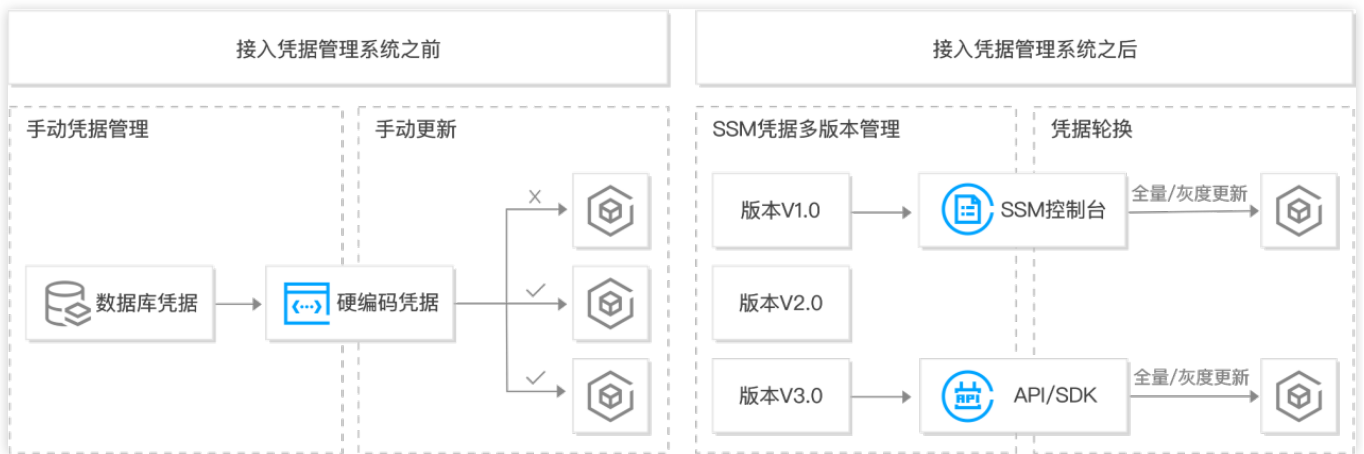 接入凭据管理系统之前
手动凭据管理
手动更新
数据库凭据
硬编码凭据
X
接入凭据管理系统之后
SSM凭据多版本管理
凭据轮换
版本V1.0
SSM控制台
全量/灰度更新
版本V2.0
版本V3.0
API
API/SDK
全量/灰度更新